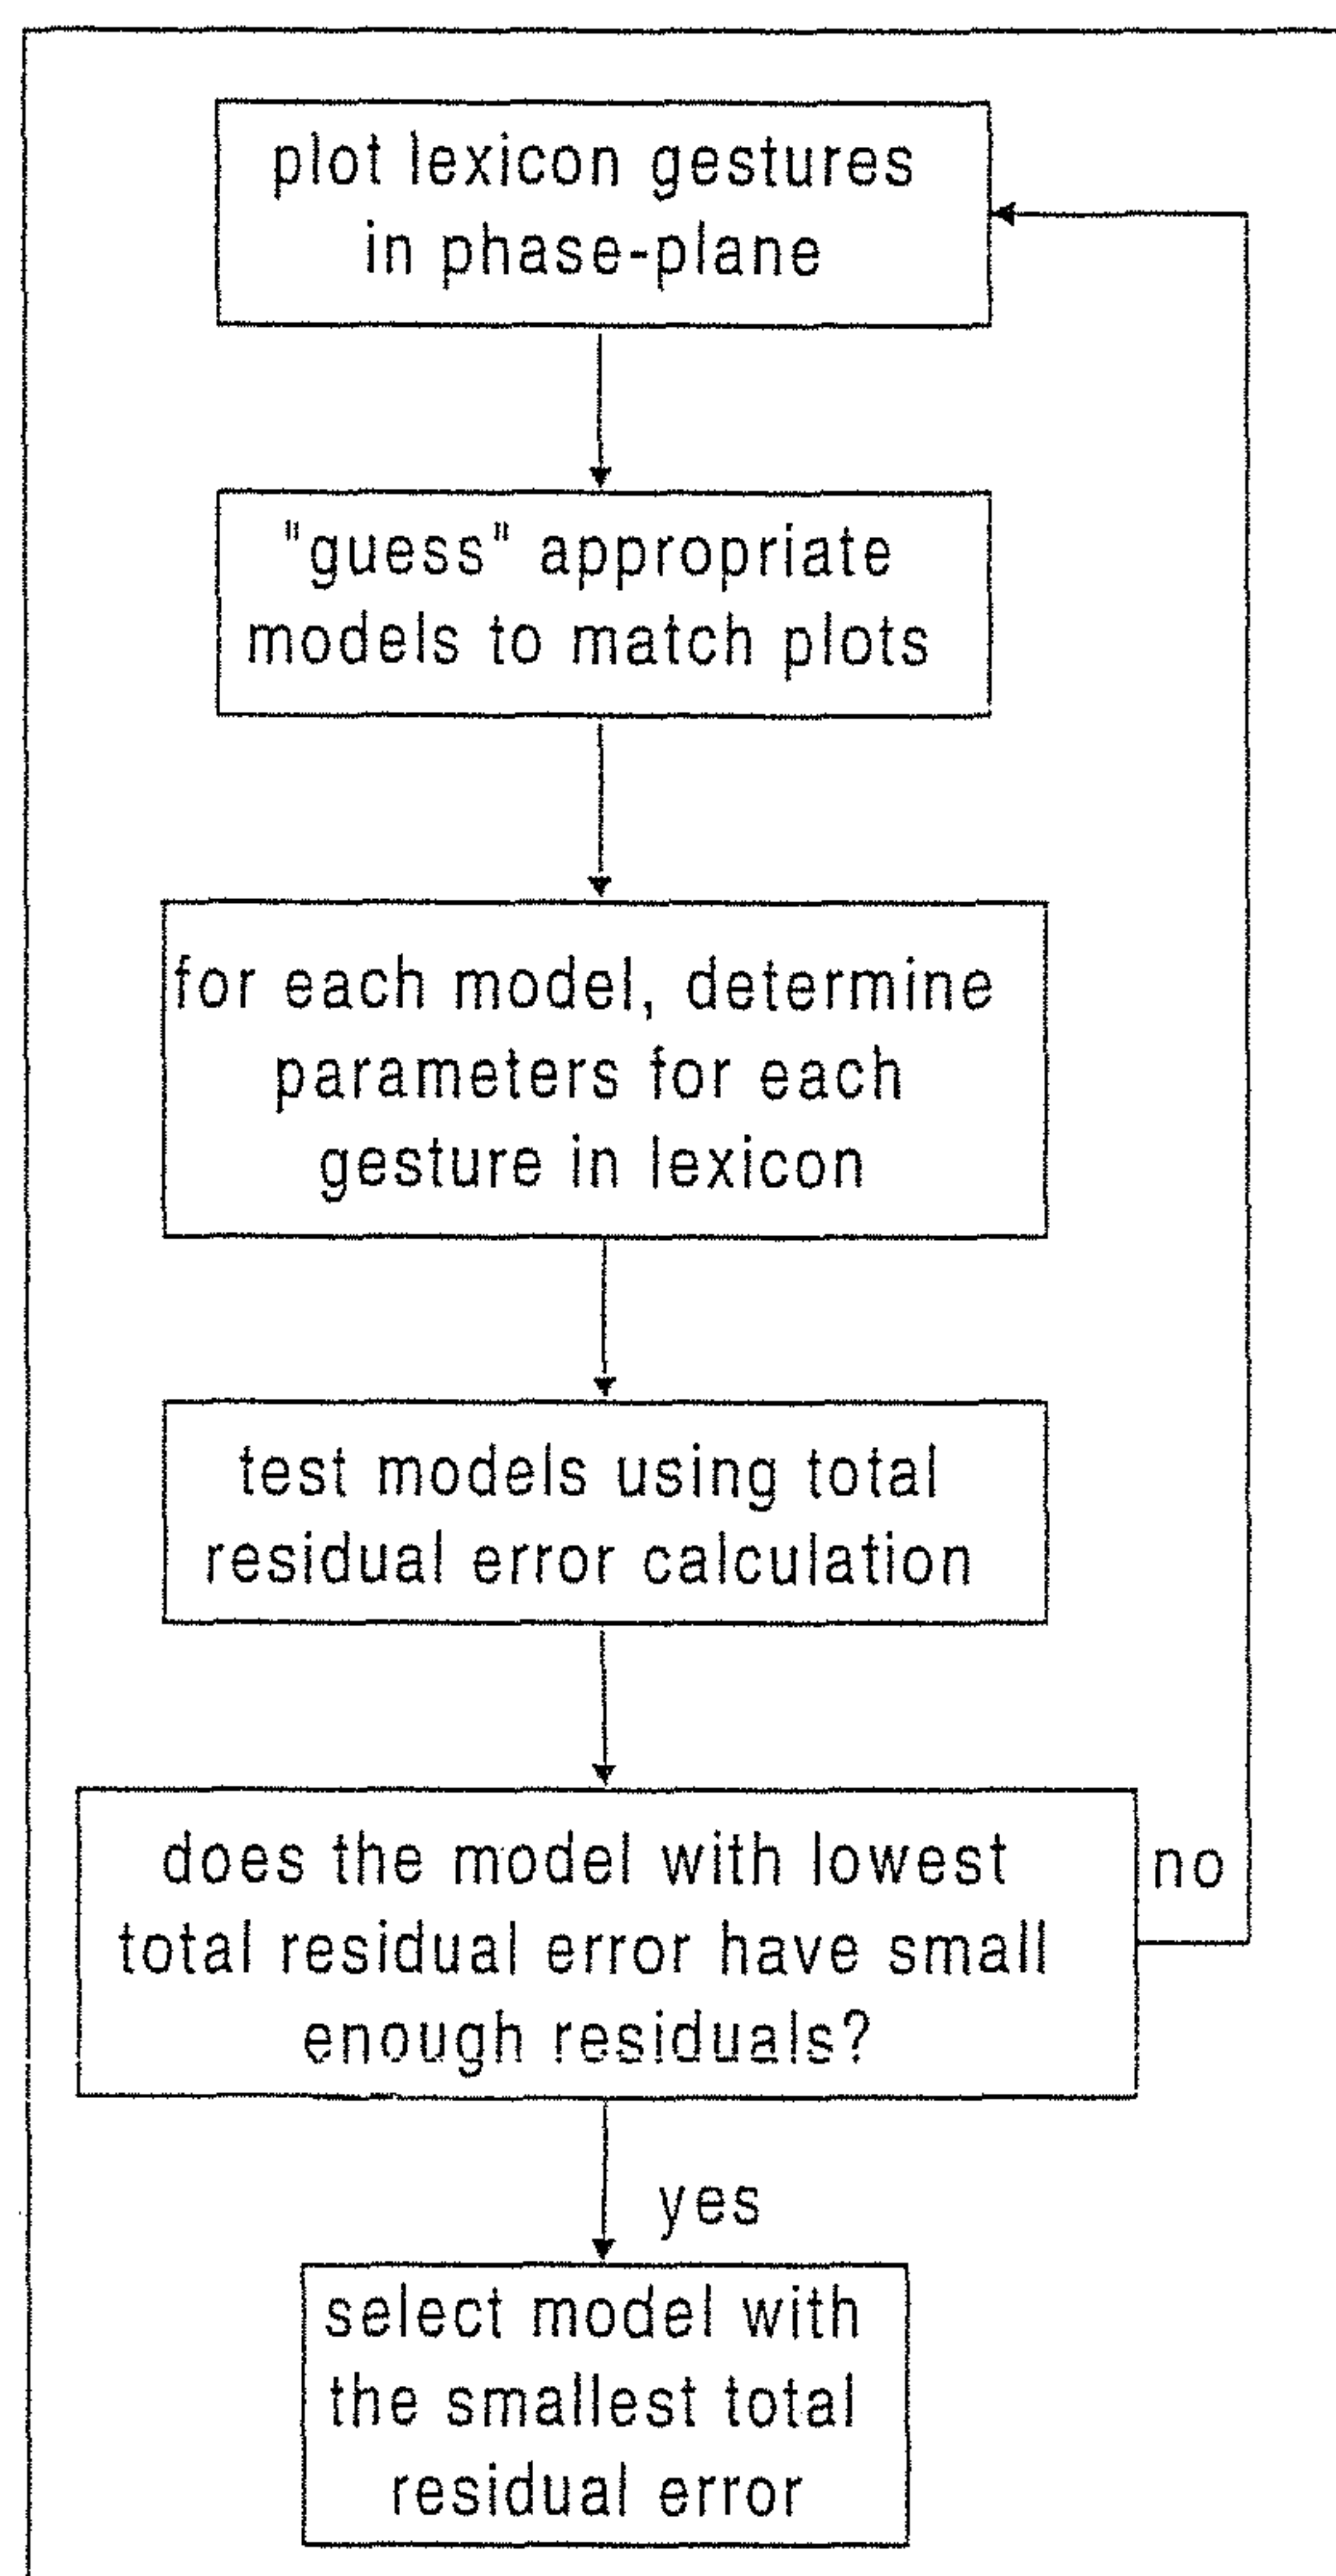 plot lexicon gestures
in phase-plane
"guess" appropriate
models to match plots
for each model, determine
parameters for each
gesture in lexicon
test models using total
residual error calculation
does the model with lowest
total residual error have small
enough residuals?
no
yes
select model with
the smallest total
residual error